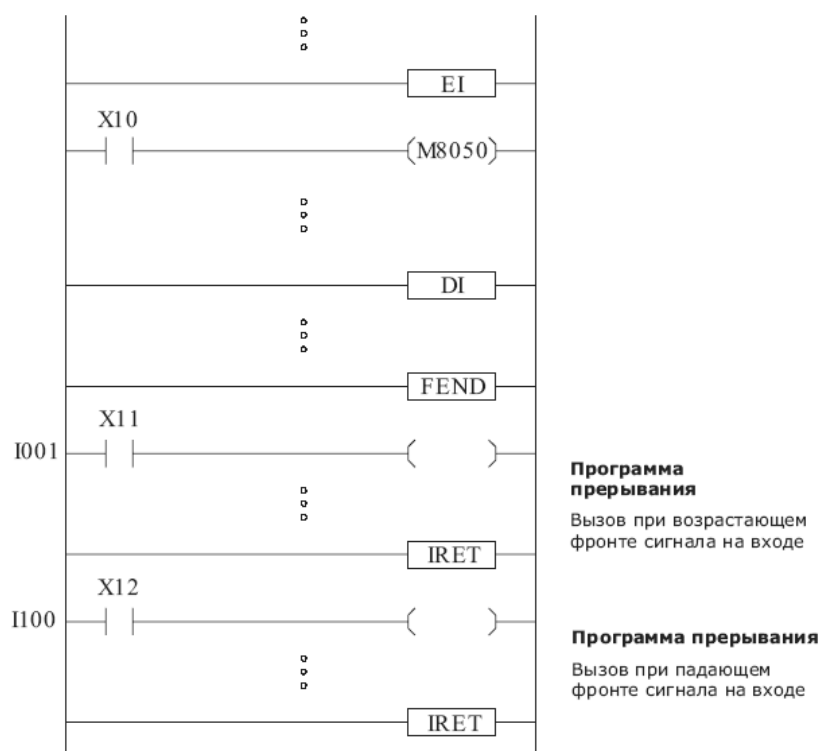 EI
X10
(M8050)
DI
FEND
X11
I001
( )
Программа
прерывания
Вызов при возрастающем
фронте сигнала на входе
IRET
X12
I100
( )
Программа прерывания
Вызов при падающем
фронте сигнала на входе
IRET